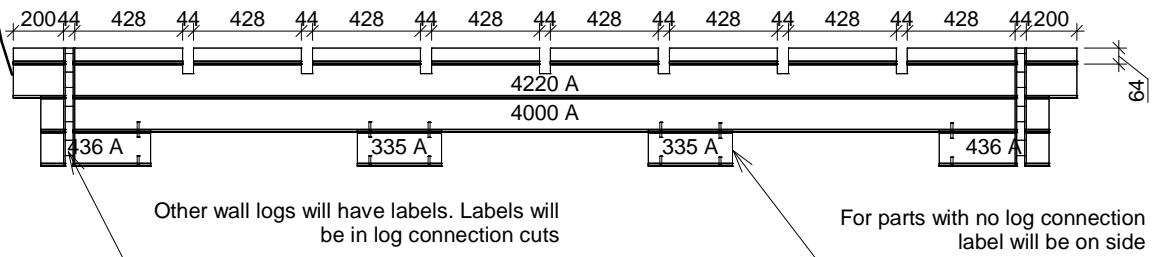 200 44 428 44 428 44 428 44 428 44 428 44 428 44 428 44 428 44 200
4220 A
64
4000 A
436 A 335 A 335 A 436 A
Other wall logs will have labels. Labels will
be in log connection cuts
For parts with no log connection
label will be on side